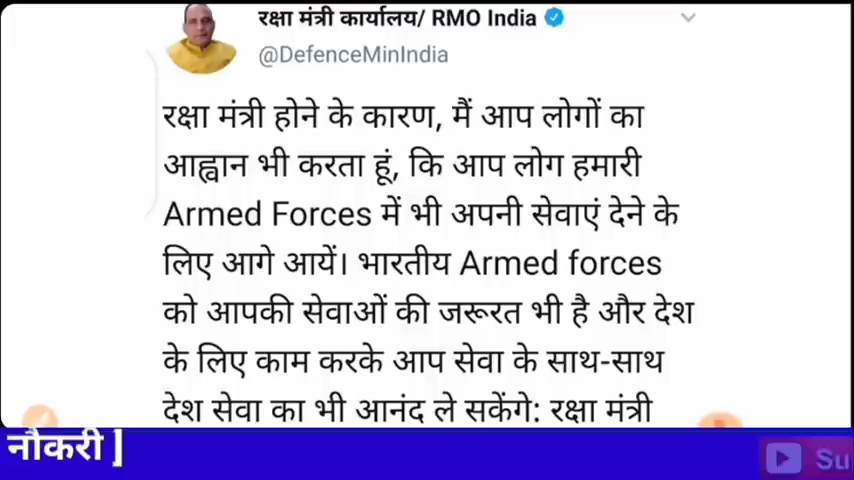 रक्षा मंत्री कार्यालय/ RMO India
@DefenceMinIndia
रक्षा मंत्री होने के कारण, मैं आप लोगों का
आह्वान भी करता हूं, कि आप लोग हमारी
Armed Forces में भी अपनी सेवाएं देने के
लिए आगे आयें। भारतीय Armed forces
को आपकी सेवाओं की जरूरत भी है और देश
के लिए काम करके आप सेवा के साथ-साथ
देश सेवा का भी आनंद ले सकेंगे: रक्षा मंत्री
नौकरी ]
Su